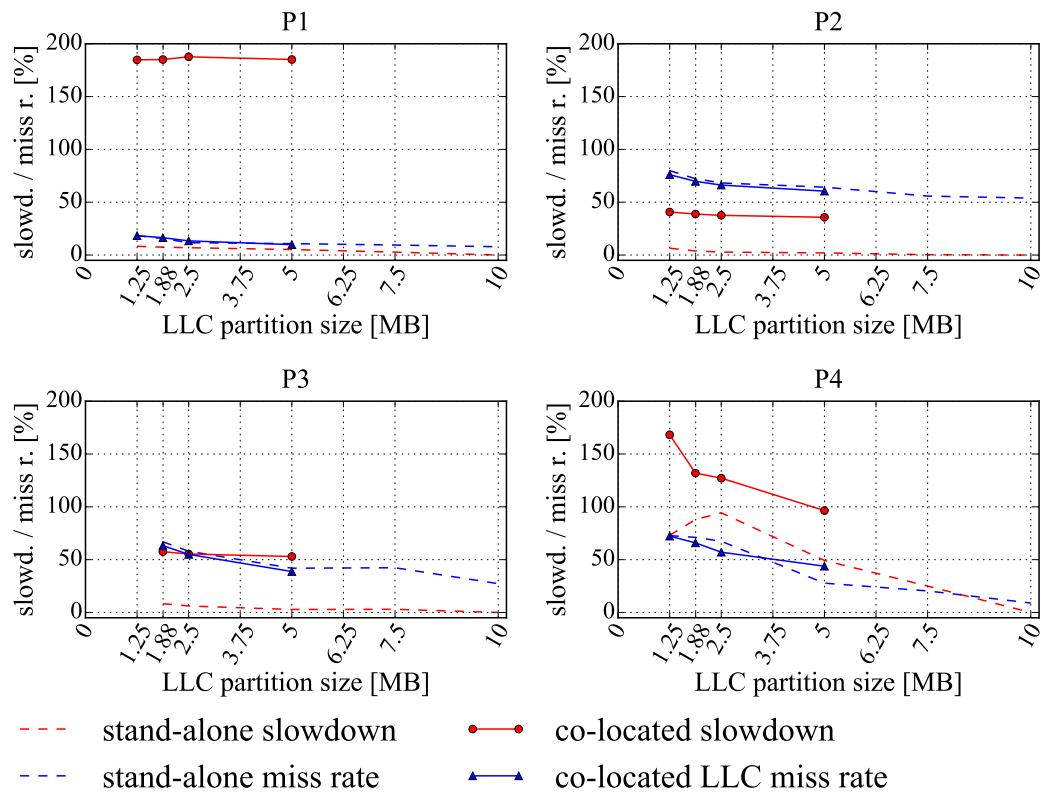 P1
slowd. / miss r. [%]
200
150
100
50
0
0 1.25 1.88 2.5 3.75 5 6.25 7.5 10
LLC partition size [MB]
P2
slowd. / miss r. [%]
200
150
100
50
0
0 1.25 1.88 2.5 3.75 5 6.25 7.5 10
LLC partition size [MB]
P3
slowd. / miss r. [%]
200
150
100
50
0
0 1.25 1.88 2.5 3.75 5 6.25 7.5 10
LLC partition size [MB]
P4
slowd. / miss r. [%]
200
150
100
50
0
0 1.25 1.88 2.5 3.75 5 6.25 7.5 10
LLC partition size [MB]
stand-alone slowdown
stand-alone miss rate
co-located slowdown
co-located LLC miss rate